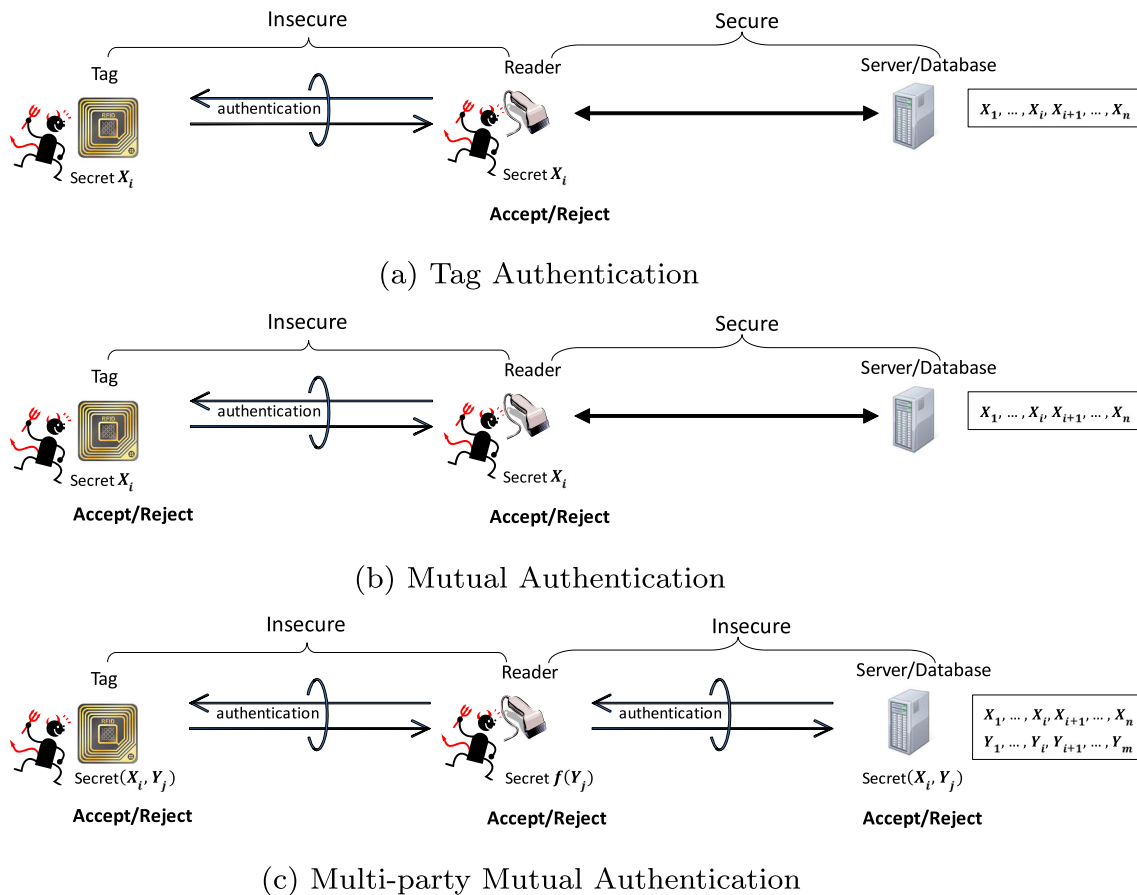 Insecure Secure
Tag Reader Server/Database
authentication
RFID
X₁, ... , Xᵢ, Xᵢ₊₁, ... , Xₙ
Secret Xᵢ Secret Xᵢ
Accept/Reject
(a) Tag Authentication
Insecure Secure
Tag Reader Server/Database
authentication
RFID
X₁, ... , Xᵢ, Xᵢ₊₁, ... , Xₙ
Secret Xᵢ Secret Xᵢ
Accept/Reject Accept/Reject
(b) Mutual Authentication
Insecure Insecure
Tag Reader Server/Database
authentication authentication
RFID
X₁, ... , Xᵢ, Xᵢ₊₁, ... , Xₙ
Y₁, ... , Yᵢ, Yᵢ₊₁, ... , Yₘ
Secret(Xᵢ, Yⱼ) Secret f(Yⱼ) Secret(Xᵢ, Yⱼ)
Accept/Reject Accept/Reject Accept/Reject
(c) Multi-party Mutual Authentication